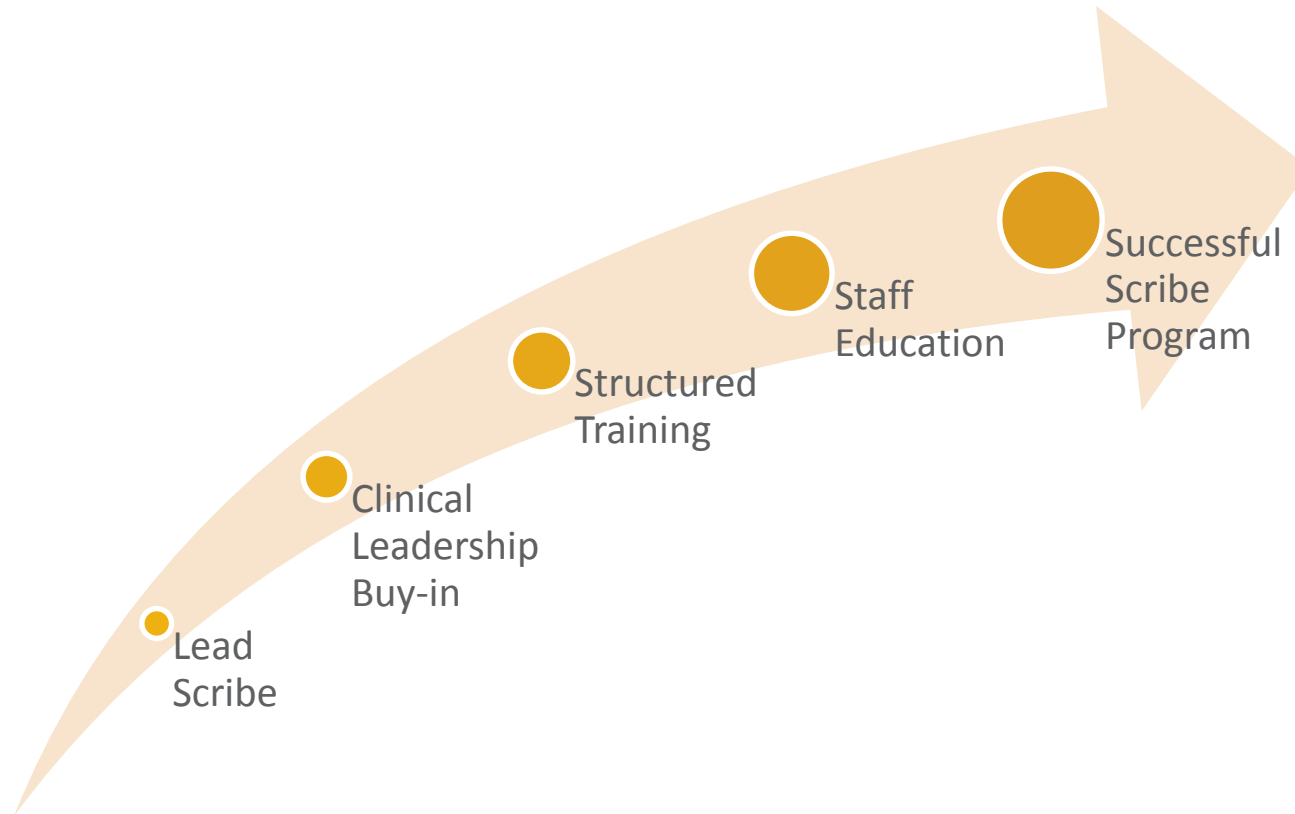 Lead
Scribe
Clinical
Leadership
Buy-in
Structured
Training
Staff
Education
Successful
Scribe
Program